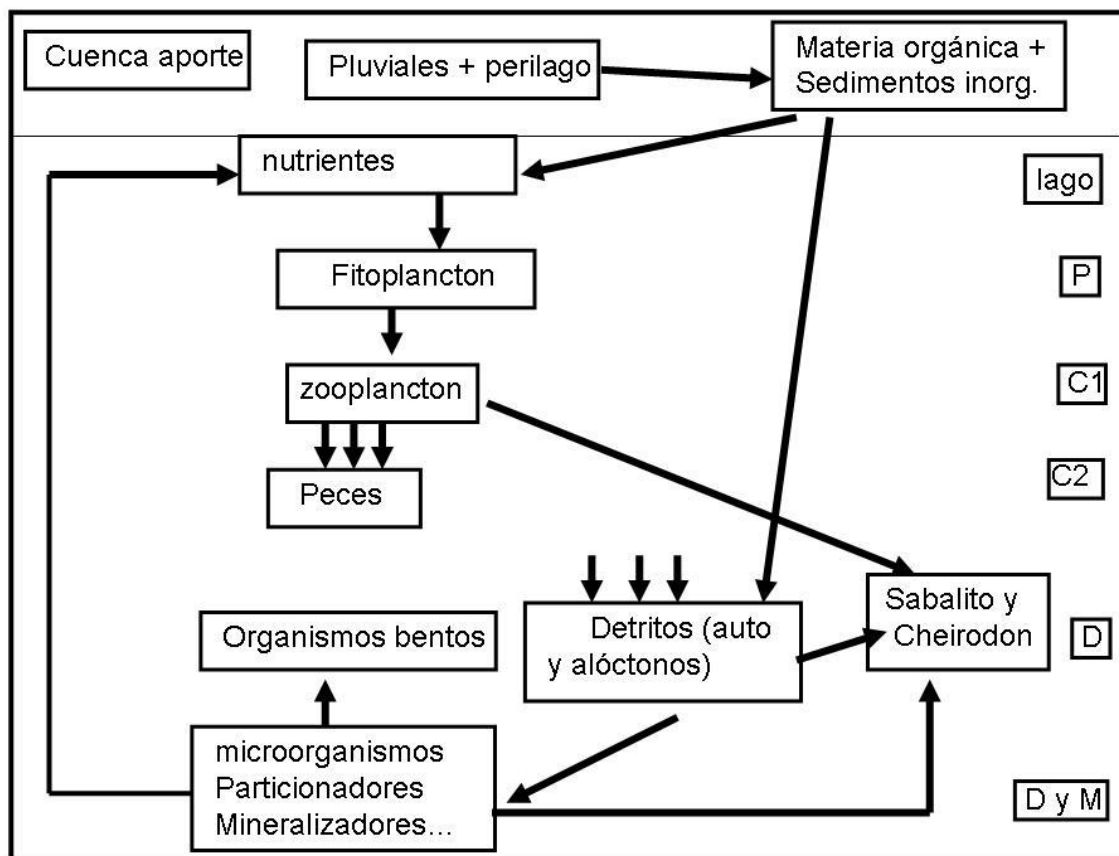 Cuenca aporte
Pluviales + perilago
Materia orgánica +
Sedimentos inorg.
nutrientes
lago
Fitoplancton
P
zooplancton
C1
Peces
C2
Organismos bentos
Detritos (auto
y alóctonos)
Sabalito y
Cheirodon
D
microorganismos
Particionadores
Mineralizadores...
D y M